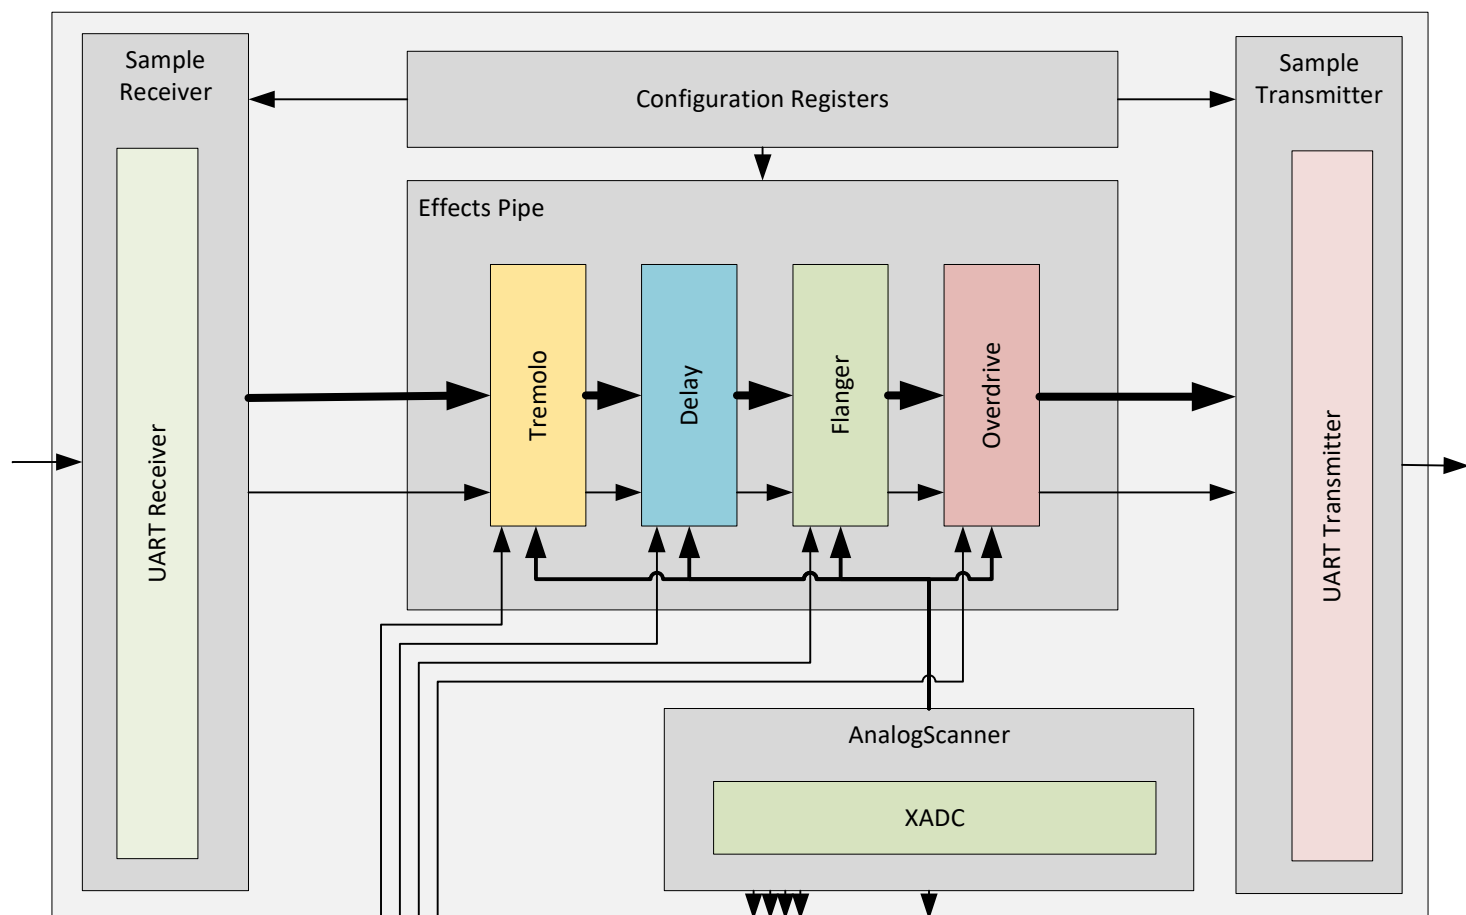 Sample
Receiver
Configuration Registers
Sample
Transmitter
Effects Pipe
Tremolo
Delay
Flanger
Overdrive
UART Receiver
UART Transmitter
AnalogScanner
XADC